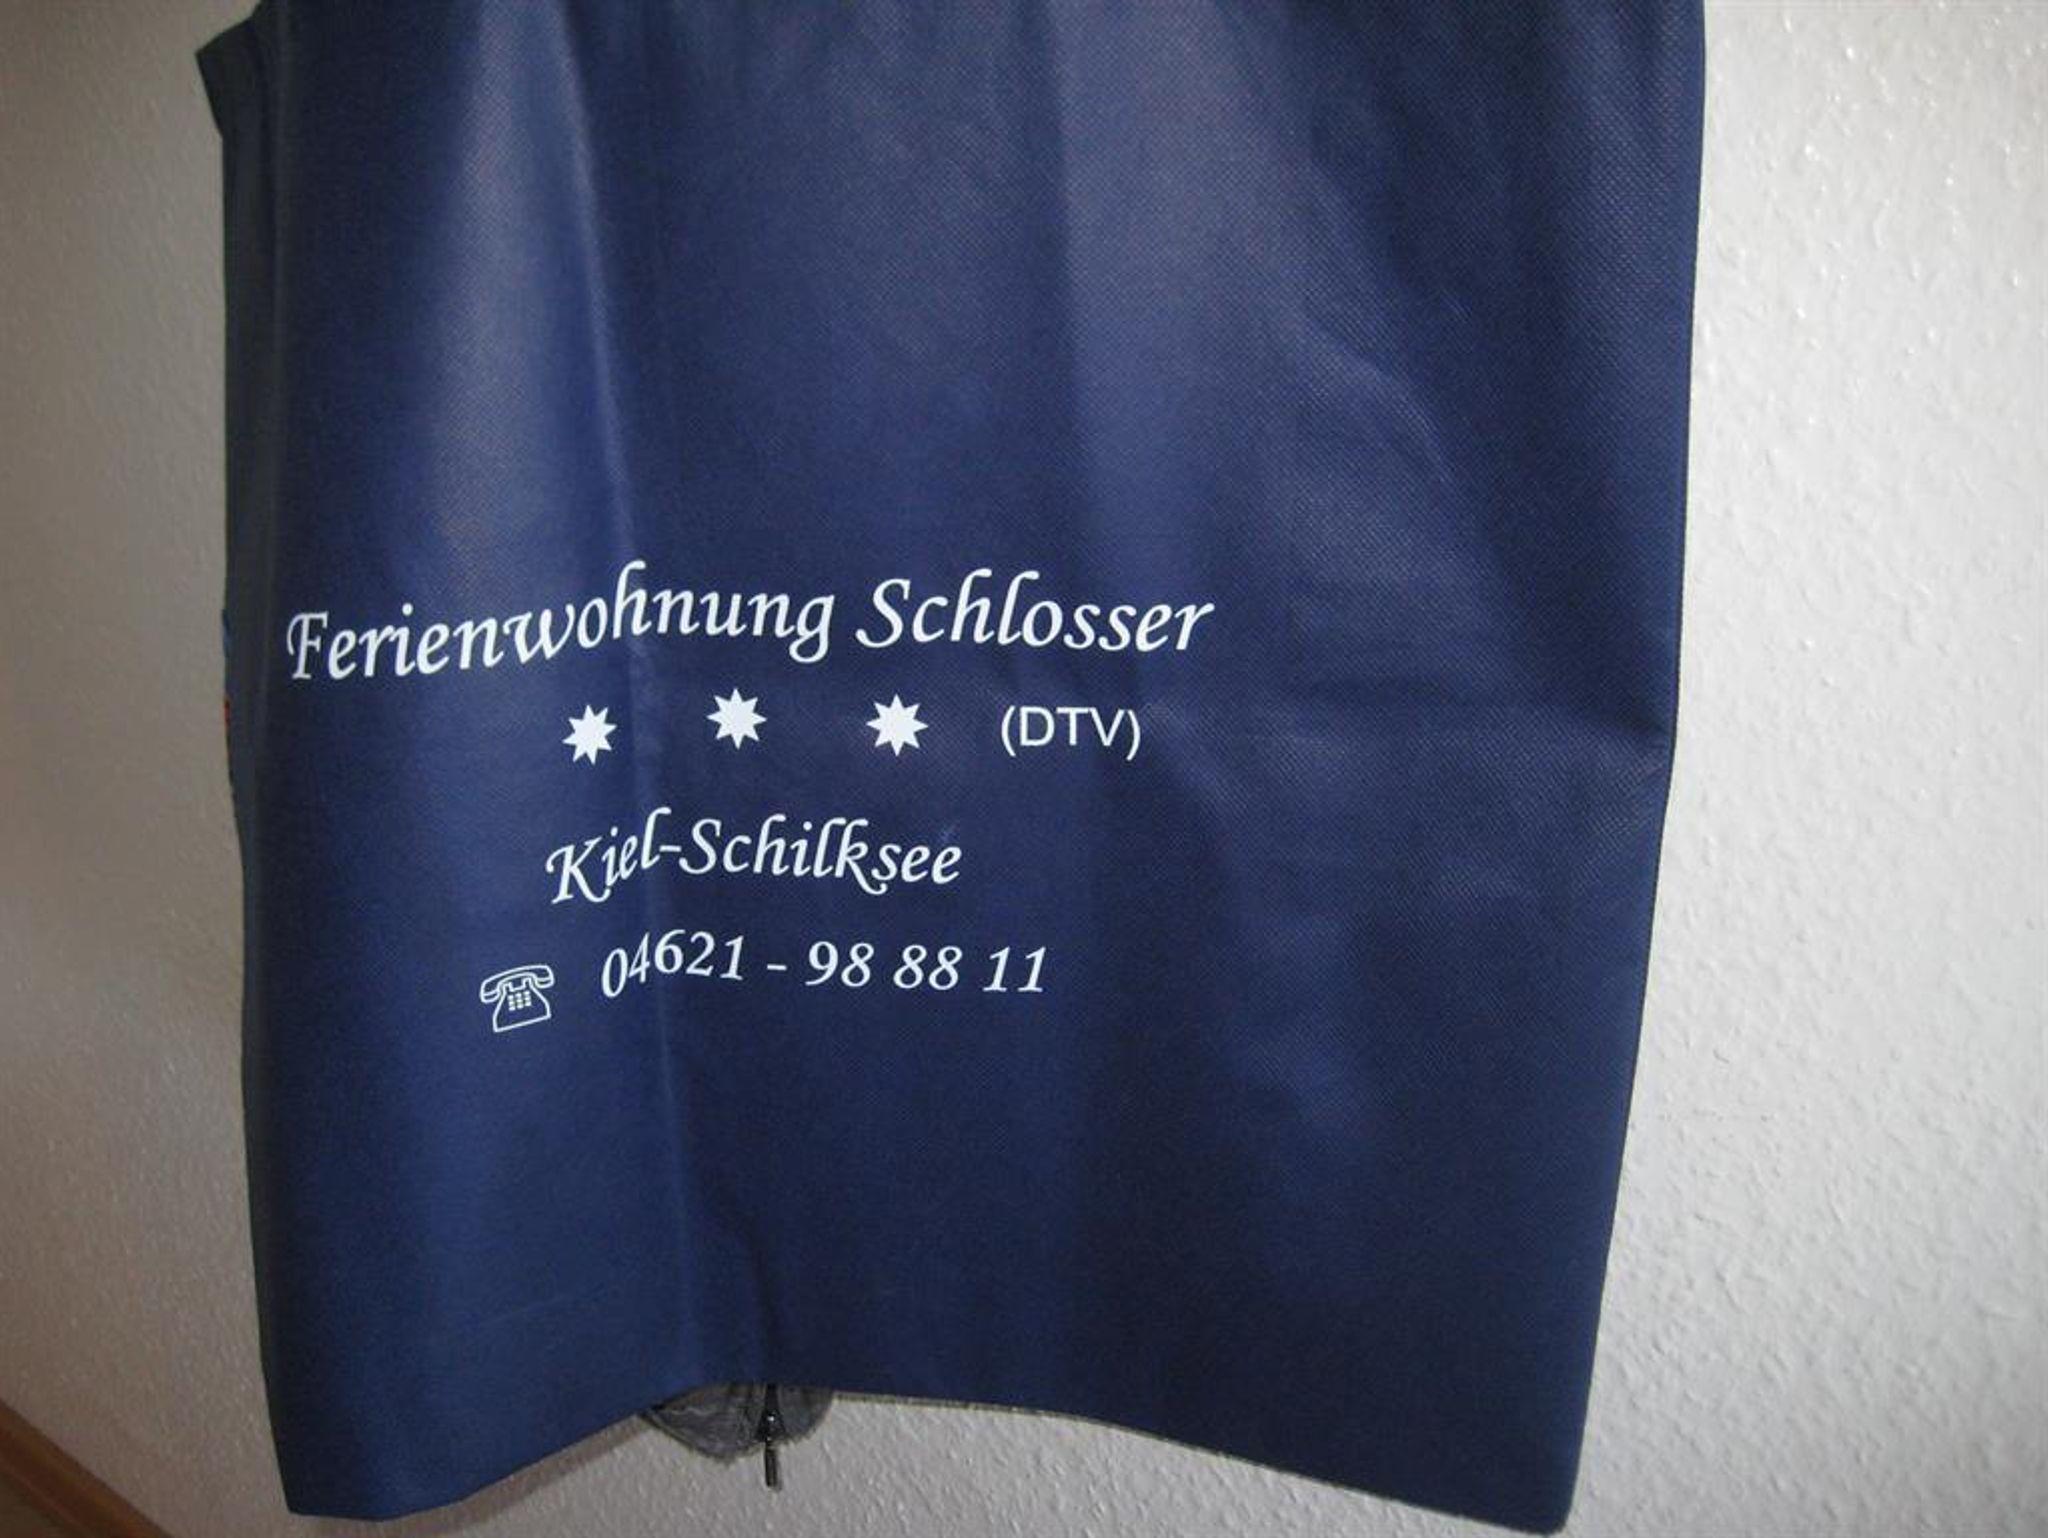 Ferienwohnung Schlosser
(DTV)
Kiel-Schilksee
04621 - 98 88 11